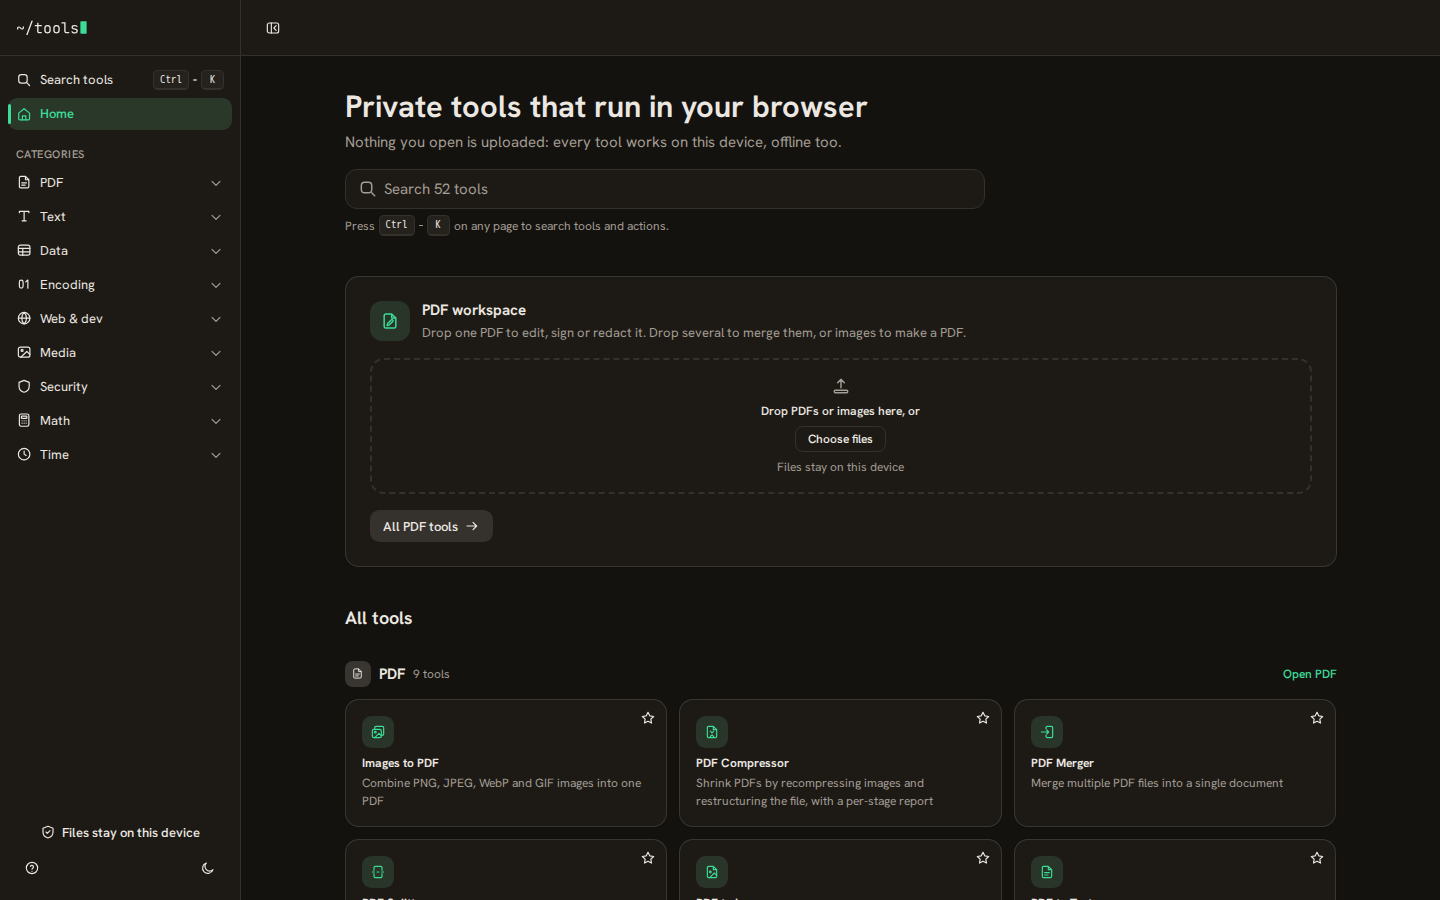 ~/tools
Search tools Ctrl - K
Home
CATEGORIES
PDF
Text
Data
Encoding
Web & dev
Media
Security
Math
Time
Files stay on this device
Private tools that run in your browser
Nothing you open is uploaded: every tool works on this device, offline too.
Search 52 tools
Press Ctrl - K on any page to search tools and actions.
PDF workspace
Drop one PDF to edit, sign or redact it. Drop several to merge them, or images to make a PDF.
Drop PDFs or images here, or
Choose files
Files stay on this device
All PDF tools
All tools
PDF 9 tools
Open PDF
Images to PDF
Combine PNG, JPEG, WebP and GIF images into one
PDF
PDF Compressor
Shrink PDFs by recompressing images and
restructuring the file, with a per-stage report
PDF Merger
Merge multiple PDF files into a single document